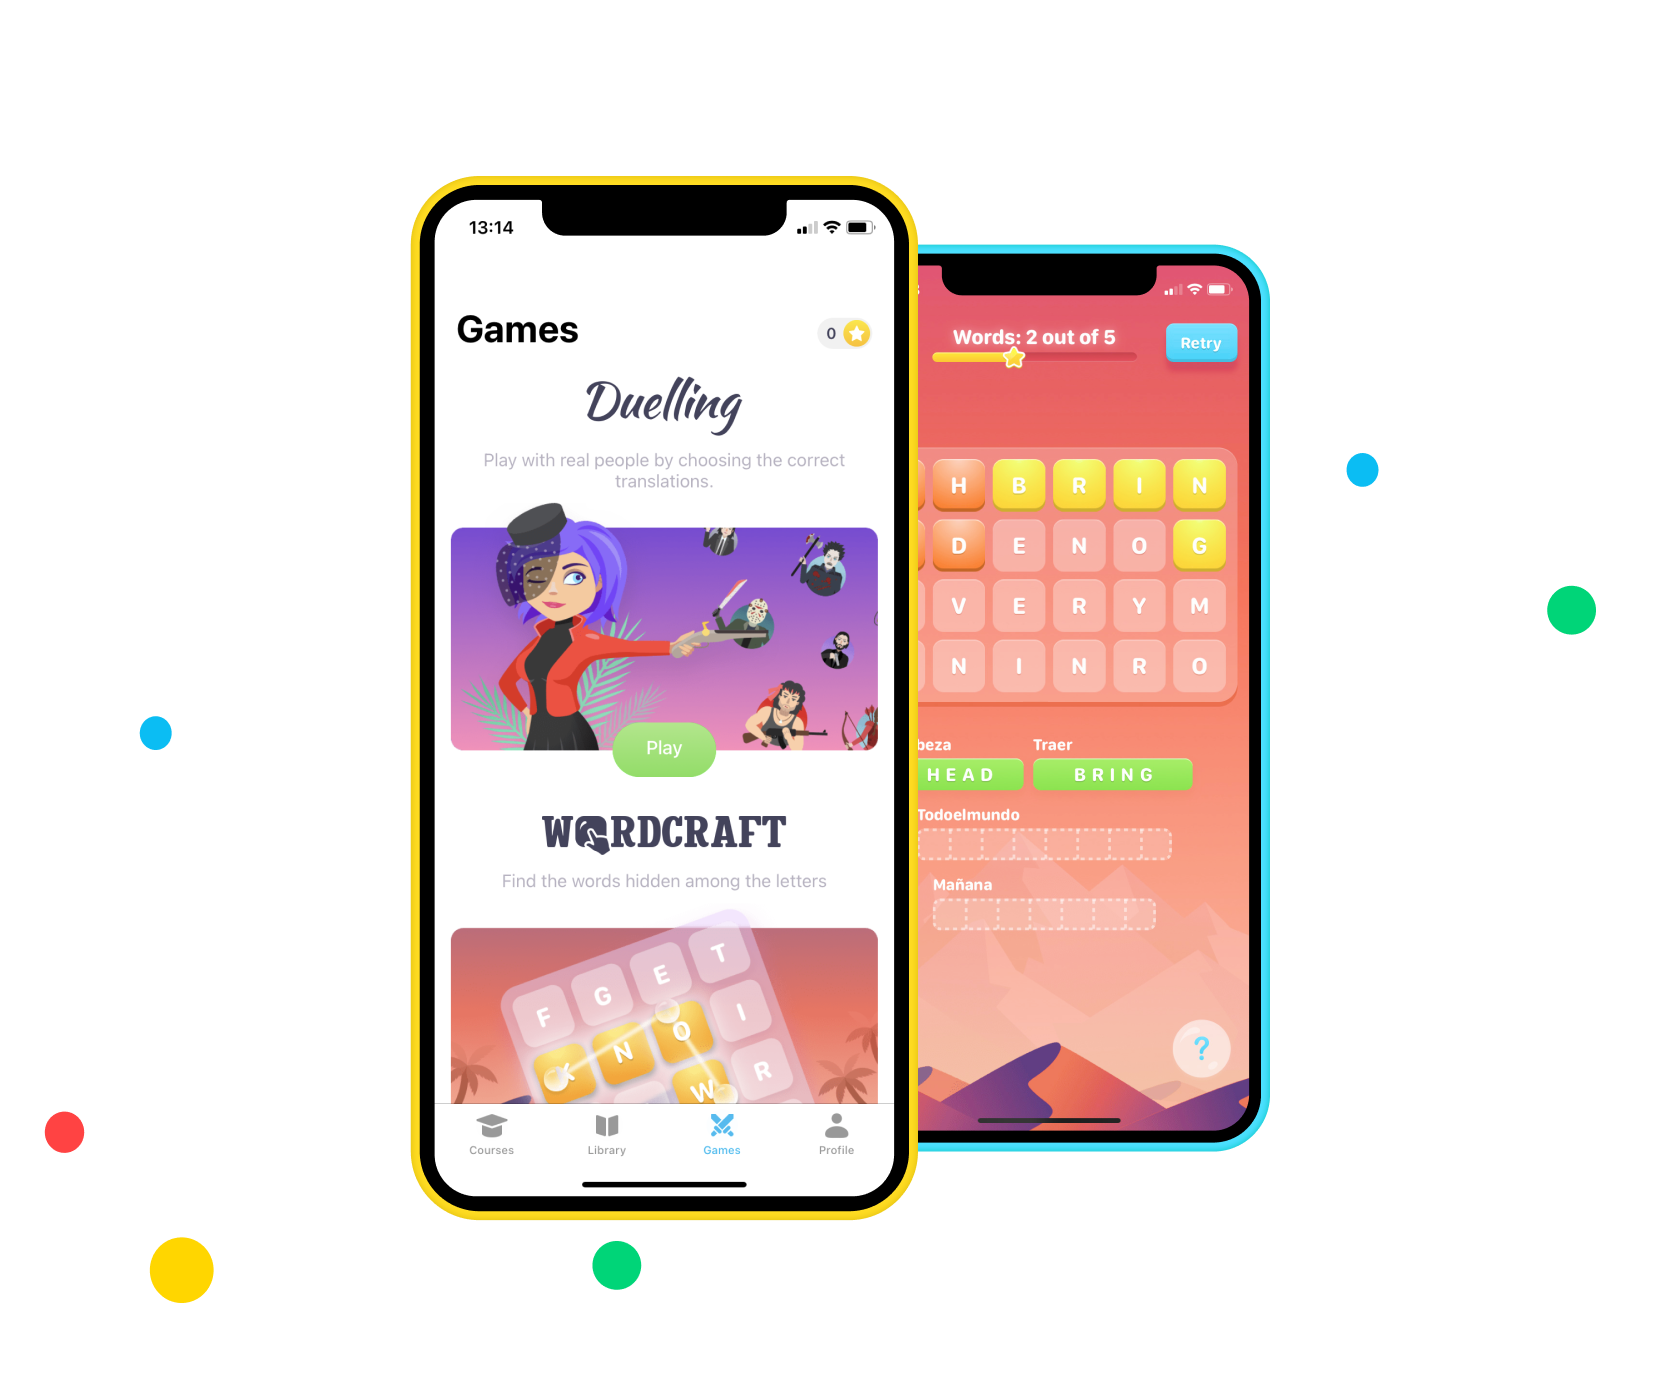 13:14
Games
0
Duelling
Play with real people by choosing the correct
translations.
Play
WORDCRAFT
Find the words hidden among the letters
F G E T
K N O I
W R
Courses Library Games Profile
Words: 2 out of 5
Retry
H B R I N
D E N O G
V E R Y M
N I N R O
beza Traer
HEAD BRING
Todoelmundo
Mañana
?